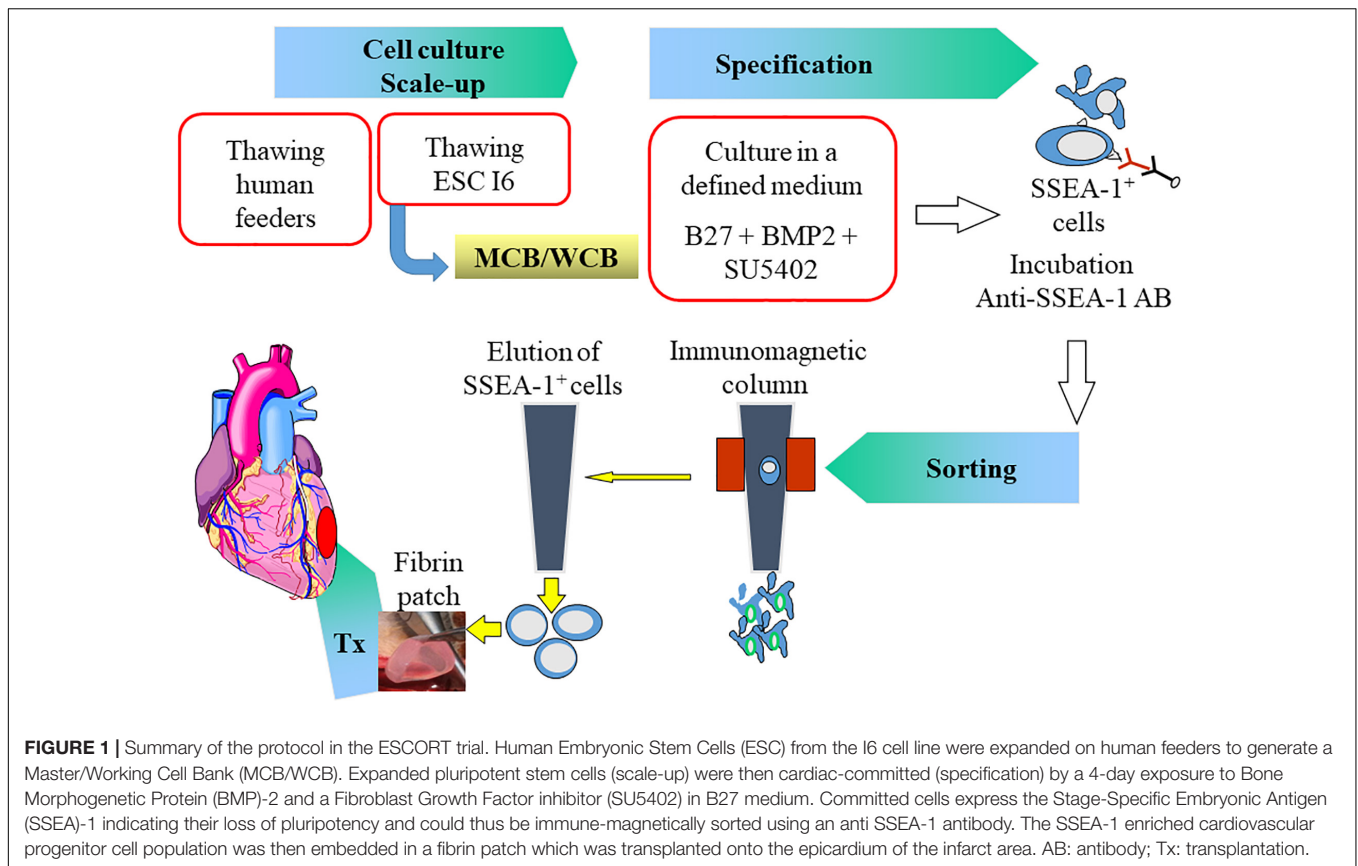 Cell culture
Scale-up
Specification
Thawing
human
feeders
Thawing
ESC I6
MCB/WCB
Culture in a
defined medium
B27 + BMP2 +
SU5402
SSEA-1+
cells
Incubation
Anti-SSEA-1 AB
Sorting
Immunomagnetic
column
Elution of
SSEA-1+ cells
Fibrin
patch
Tx
FIGURE 1 | Summary of the protocol in the ESCORT trial. Human Embryonic Stem Cells (ESC) from the I6 cell line were expanded on human feeders to generate a
Master/Working Cell Bank (MCB/WCB). Expanded pluripotent stem cells (scale-up) were then cardiac-committed (specification) by a 4-day exposure to Bone
Morphogenetic Protein (BMP)-2 and a Fibroblast Growth Factor inhibitor (SU5402) in B27 medium. Committed cells express the Stage-Specific Embryonic Antigen
(SSEA)-1 indicating their loss of pluripotency and could thus be immune-magnetically sorted using an anti SSEA-1 antibody. The SSEA-1 enriched cardiovascular
progenitor cell population was then embedded in a fibrin patch which was transplanted onto the epicardium of the infarct area. AB: antibody; Tx: transplantation.